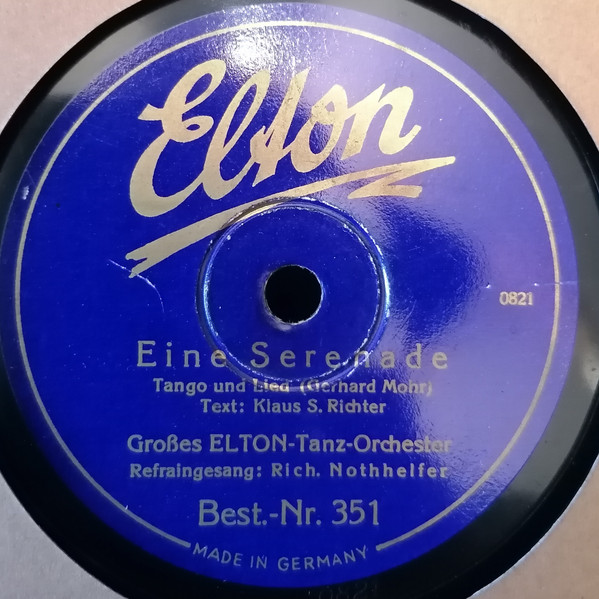 Elton
0821
Eine Serenade
Tango und Lied (Gerhard Mohr)
Text: Klaus S. Richter
Großes ELTON-Tanz-Orchester
Refraingesang: Rich. Nothhelfer
Best.-Nr. 351
MADE IN GERMANY